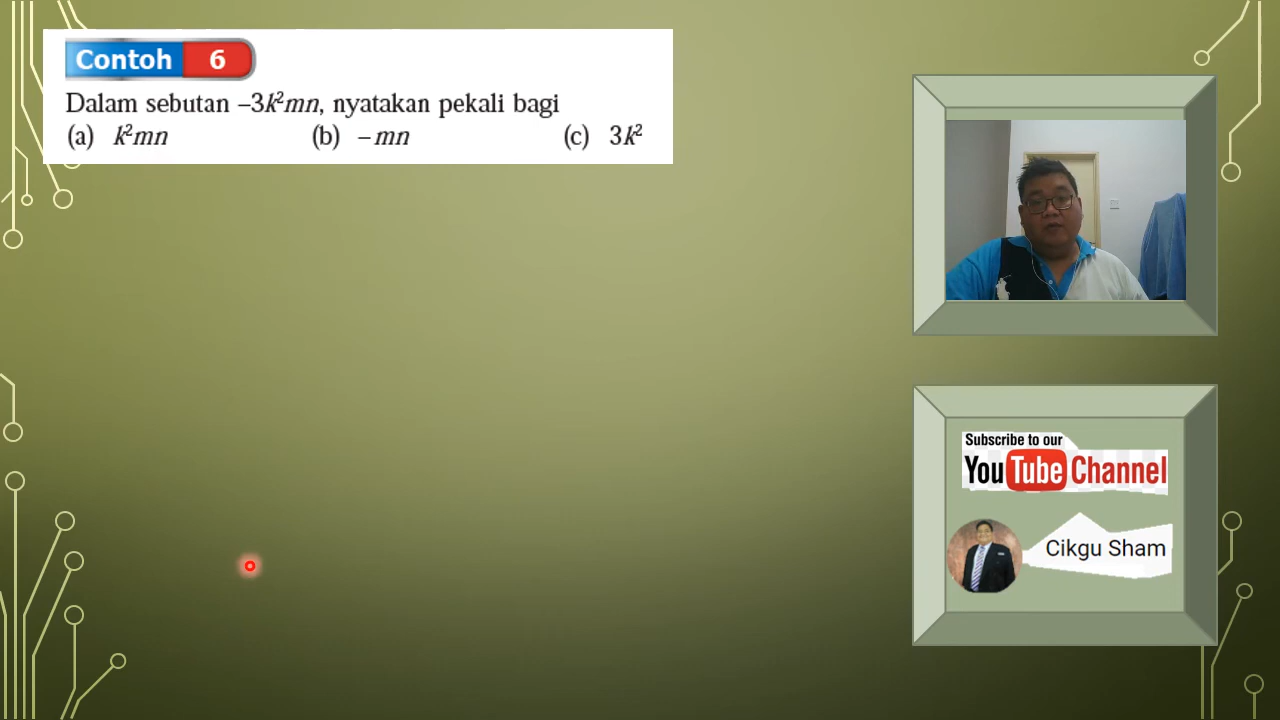 Contoh 6
Dalam sebutan –3k²mn, nyatakan pekali bagi
(a) k²mn (b) –mn (c) 3k²
Subscribe to our
YouTube Channel
Cikgu Sham